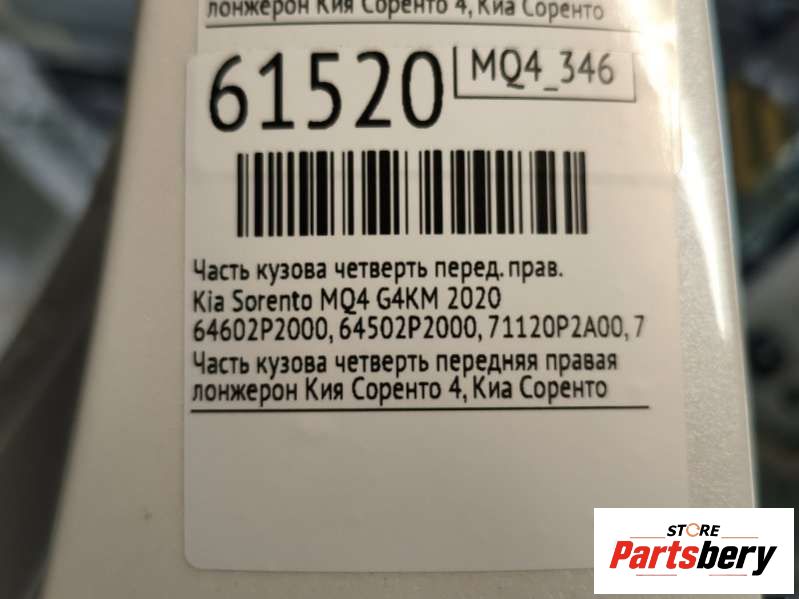 лонжерон Кия Соренто 4, Киа Соренто
61520
MQ4_346
Часть кузова четверть перед. прав.
Kia Sorento MQ4 G4KM 2020
64602P2000, 64502P2000, 71120P2A00, 7
Часть кузова четверть передняя правая
лонжерон Кия Соренто 4, Киа Соренто
STORE
Partsbery